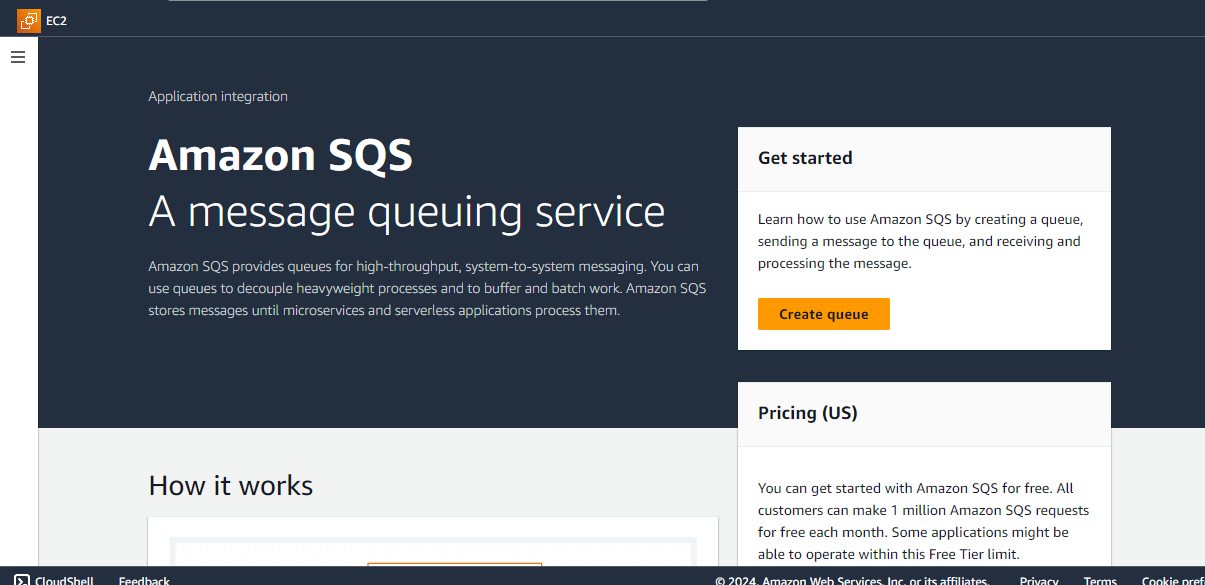 EC2
Application integration
Amazon SQS
A message queuing service
Amazon SQS provides queues for high-throughput, system-to-system messaging. You can
use queues to decouple heavyweight processes and to buffer and batch work. Amazon SQS
stores messages until microservices and serverless applications process them.
Get started
Learn how to use Amazon SQS by creating a queue,
sending a message to the queue, and receiving and
processing the message.
Create queue
Pricing (US)
You can get started with Amazon SQS for free. All
customers can make 1 million Amazon SQS requests
for free each month. Some applications might be
able to operate within this Free Tier limit.
How it works
CloudShell Feedback © 2024, Amazon Web Services, Inc. or its affiliates. Privacy Terms Cookie pref